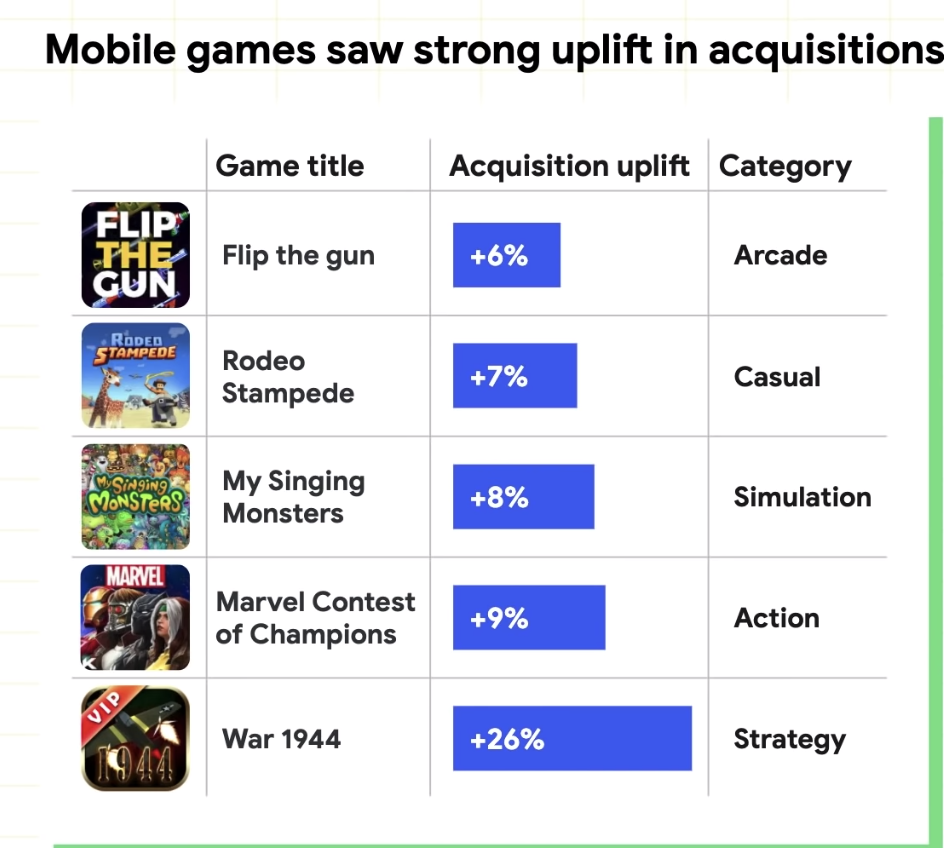 Mobile games saw strong uplift in acquisitions
Game title
Acquisition uplift
Category
FLIP
THE
GUN
Flip the gun
+6%
Arcade
RODEO
STAMPEDE
Rodeo
Stampede
+7%
Casual
My Singing
MONSTERS
My Singing
Monsters
+8%
Simulation
MARVEL
K
Marvel Contest
of Champions
+9%
Action
VIP
1944
War 1944
+26%
Strategy